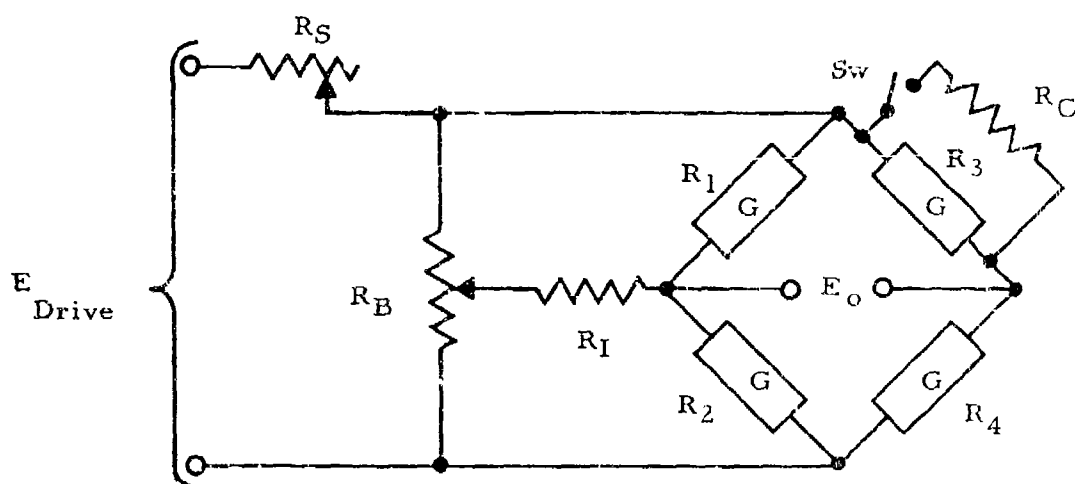 R_S
Sw
R_C
R_1
G
R_3
G
E_Drive
R_B
R_I
E_o
R_2
G
G
R_4